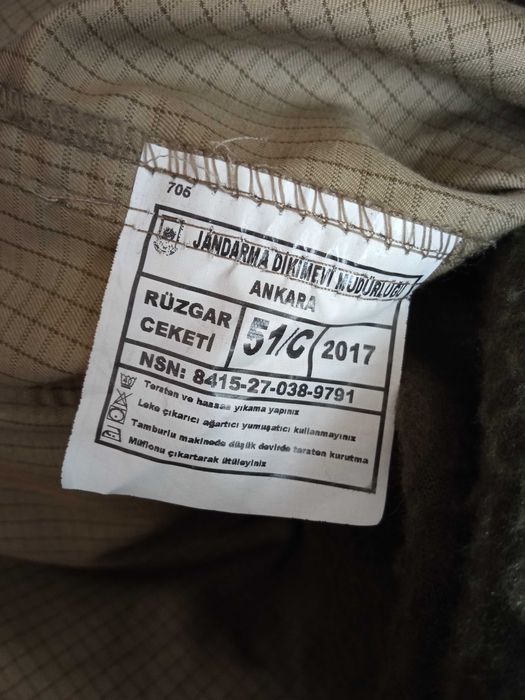 706
JANDARMA DİKİMEVİ MÜDÜRLÜĞÜ
ANKARA
RÜZGAR
CEKETİ
51/C
2017
NSN: 8415-27-038-9791
Tersten ve hassas yıkama yapınız
Leke çıkarıcı ağartıcı yumuşatıcı kullanmayınız
Tamburlu makinede düşük devirde tersten kurutma
Müflonu çıkartarak ütüleyiniz